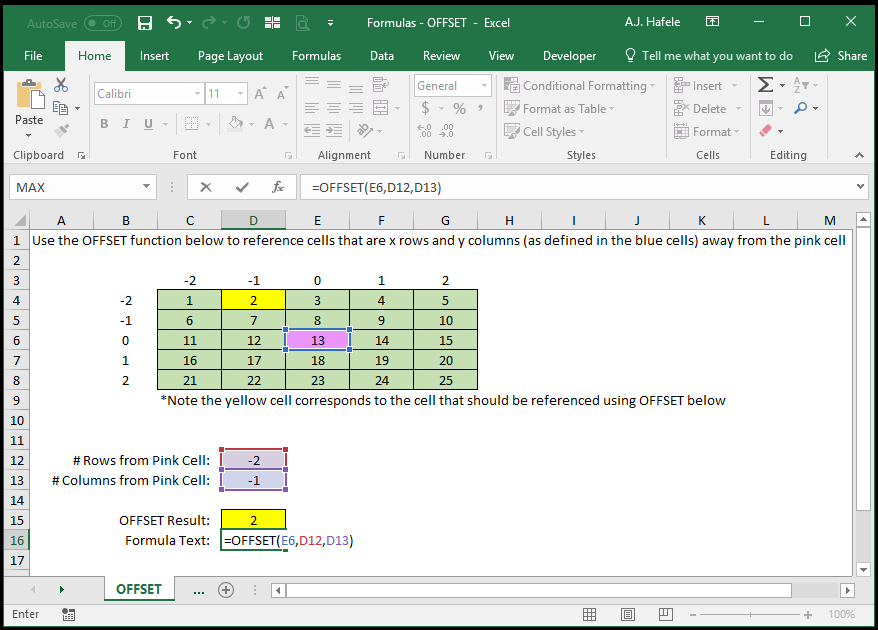 AutoSave Off Formulas - OFFSET - Excel A.J. Hafele
File Home Insert Page Layout Formulas Data Review View Developer Tell me what you want to do Share
Calibri 11 General Conditional Formatting Insert
Paste B I U A $ % , Format as Table Delete
.00 .00 Cell Styles Format
Clipboard Font Alignment Number Styles Cells Editing
MAX fx =OFFSET(E6,D12,D13)
A B C D E F G H I J K L M
1 Use the OFFSET function below to reference cells that are x rows and y columns (as defined in the blue cells) away from the pink cell
2
3 -2 -1 0 1 2
4 -2 1 2 3 4 5
5 -1 6 7 8 9 10
6 0 11 12 13 14 15
7 1 16 17 18 19 20
8 2 21 22 23 24 25
9 *Note the yellow cell corresponds to the cell that should be referenced using OFFSET below
10
11
12 # Rows from Pink Cell: -2
13 # Columns from Pink Cell: -1
14
15 OFFSET Result: 2
16 Formula Text: =OFFSET(E6,D12,D13)
17
OFFSET ...
Enter 100%